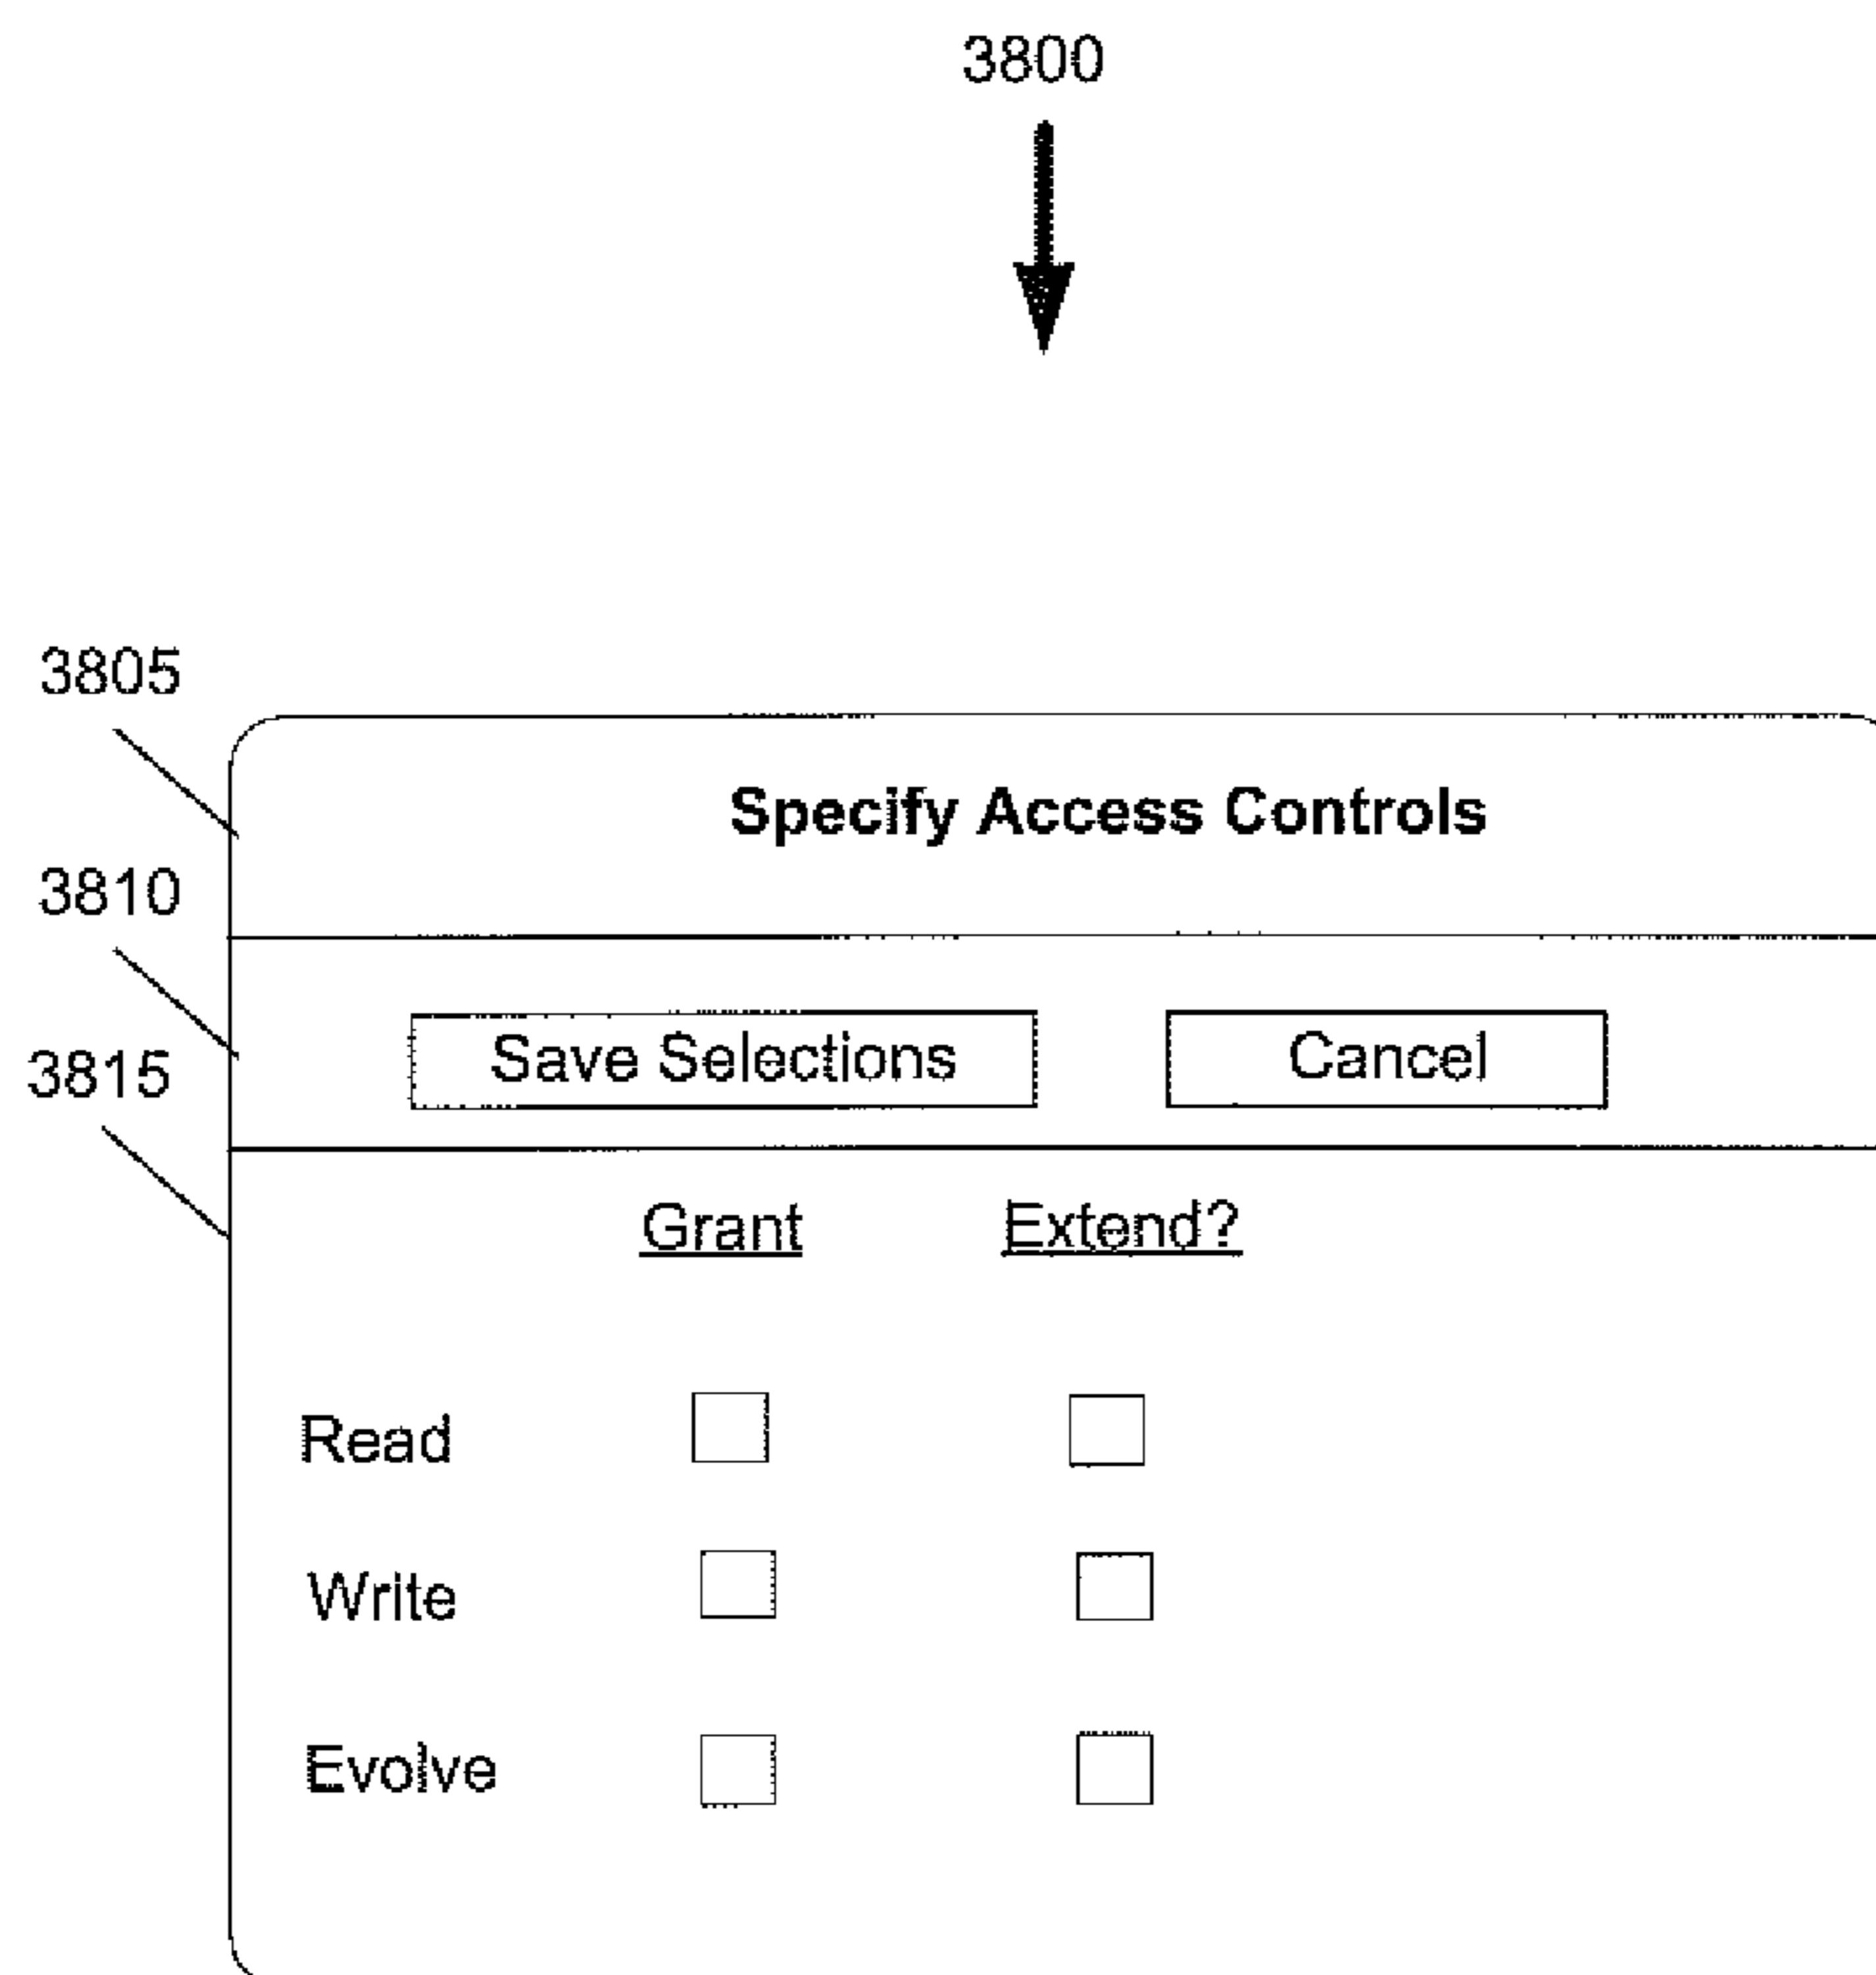 3800
3805
Specify Access Controls
3810
Save Selections Cancel
3815
Grant Extend?
Read
Write
Evolve